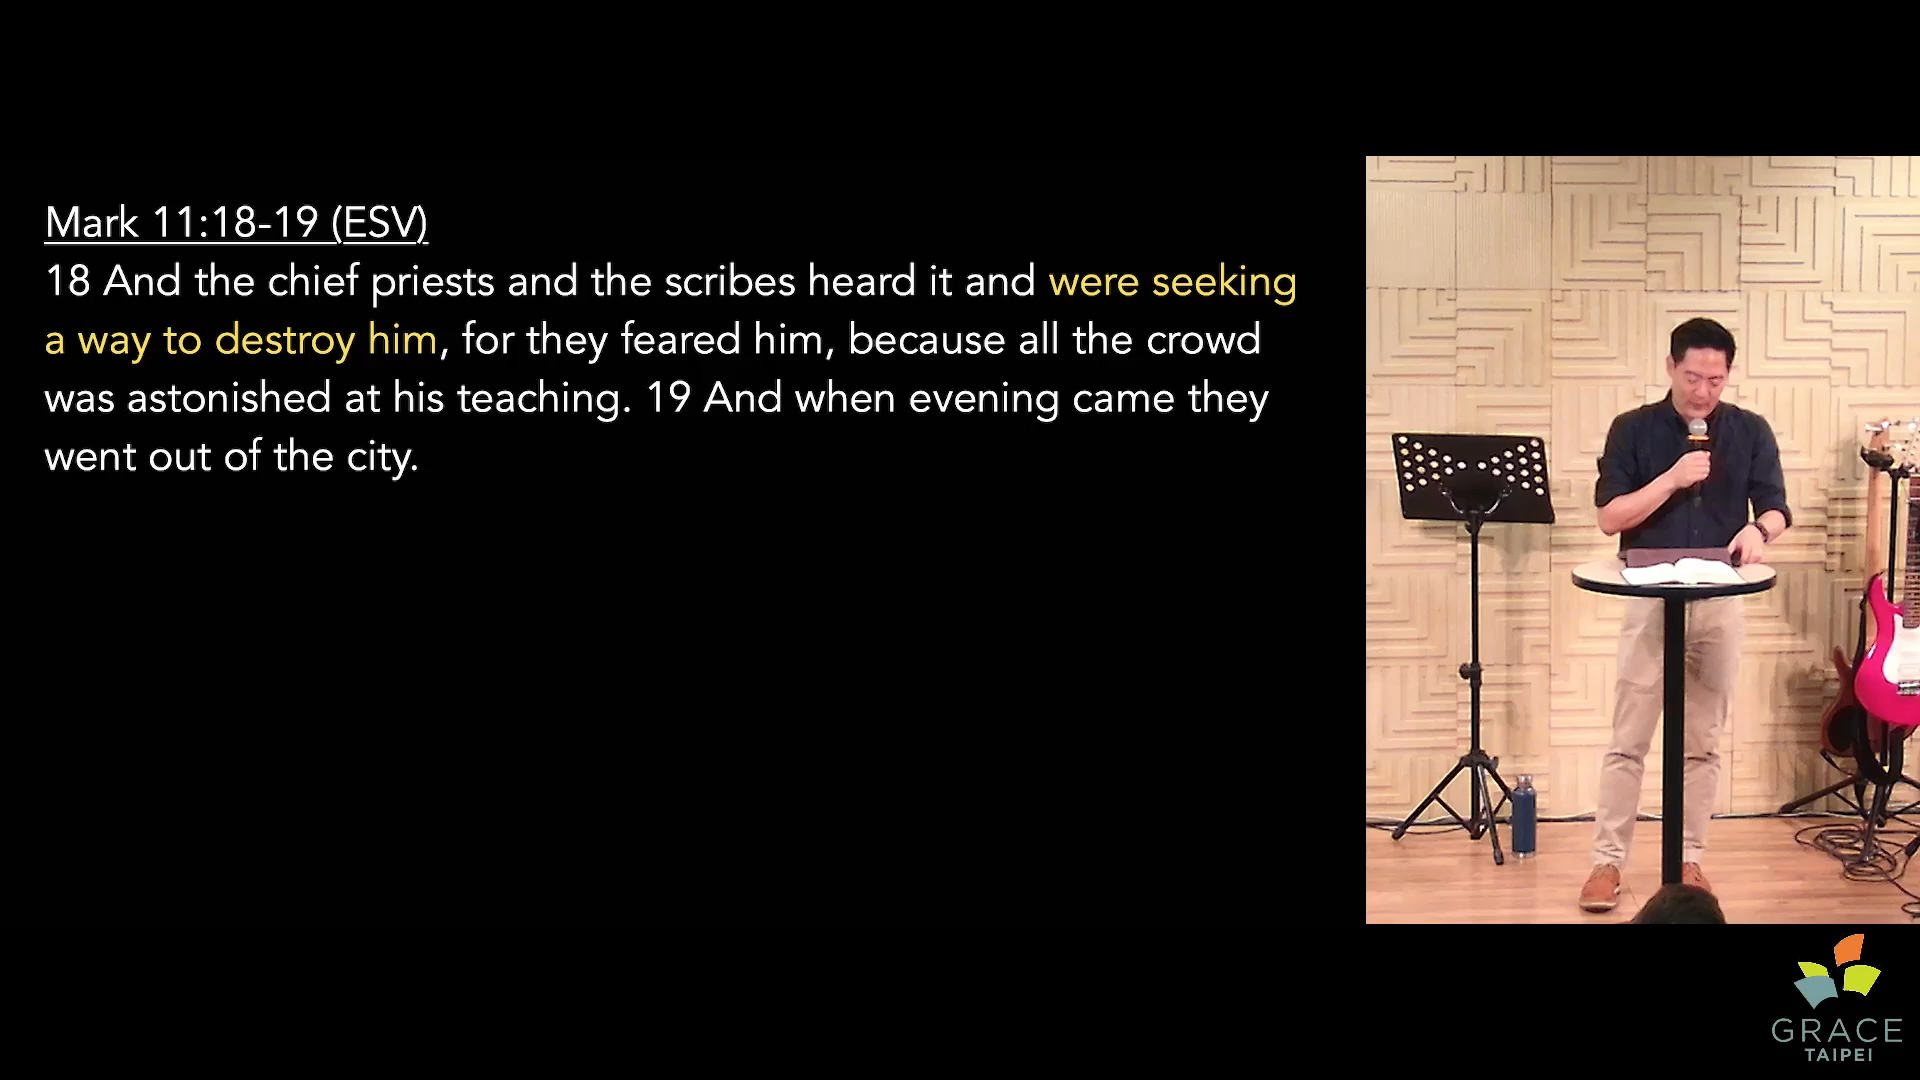 Mark 11:18-19 (ESV)
18 And the chief priests and the scribes heard it and were seeking
a way to destroy him, for they feared him, because all the crowd
was astonished at his teaching. 19 And when evening came they
went out of the city.
GRACE
TAIPEI